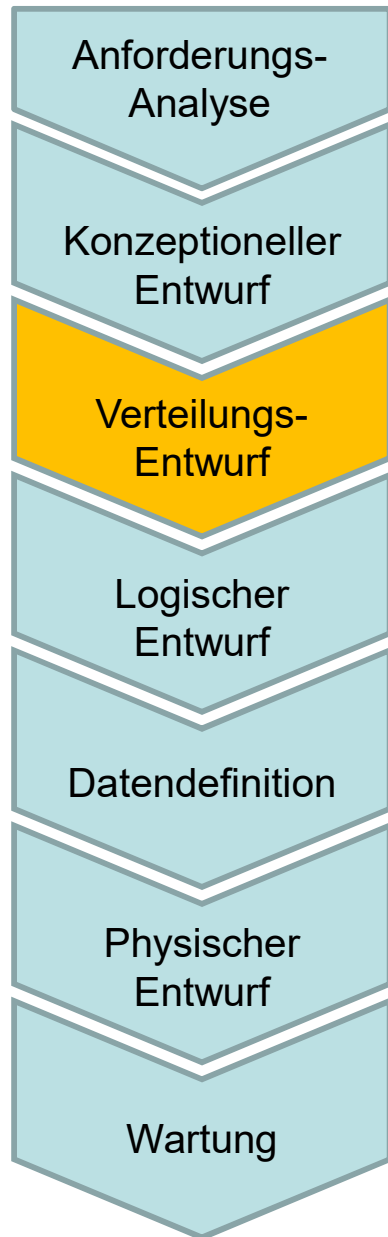 Anforderungs-
Analyse
Konzeptioneller
Entwurf
Verteilungs-
Entwurf
Logischer
Entwurf
Datendefinition
Physischer
Entwurf
Wartung